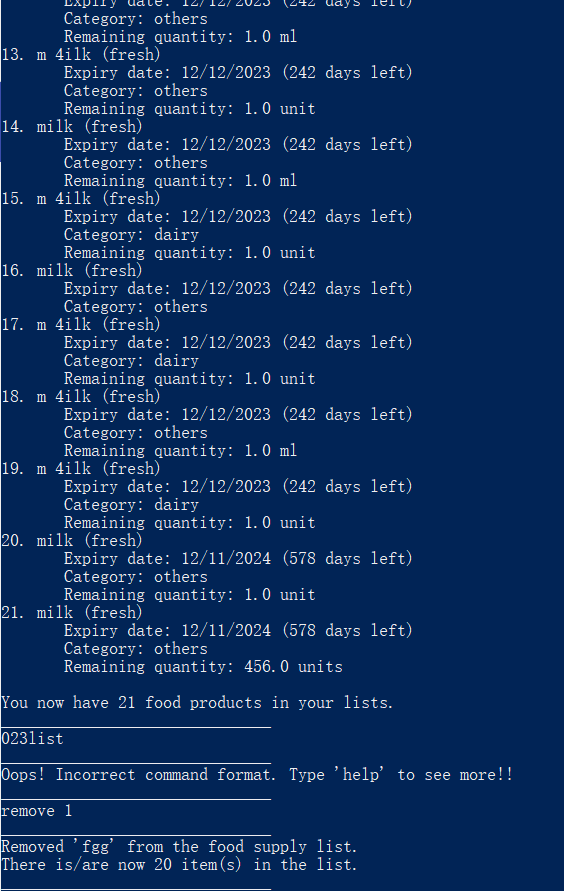 Expiry date: 12/12/2023 (242 days left)
Category: others
Remaining quantity: 1.0 ml
13. m 4ilk (fresh)
Expiry date: 12/12/2023 (242 days left)
Category: others
Remaining quantity: 1.0 unit
14. milk (fresh)
Expiry date: 12/12/2023 (242 days left)
Category: others
Remaining quantity: 1.0 ml
15. m 4ilk (fresh)
Expiry date: 12/12/2023 (242 days left)
Category: dairy
Remaining quantity: 1.0 unit
16. milk (fresh)
Expiry date: 12/12/2023 (242 days left)
Category: others
17. m 4ilk (fresh)
Expiry date: 12/12/2023 (242 days left)
Category: dairy
Remaining quantity: 1.0 unit
18. m 4ilk (fresh)
Expiry date: 12/12/2023 (242 days left)
Category: others
Remaining quantity: 1.0 ml
19. m 4ilk (fresh)
Expiry date: 12/12/2023 (242 days left)
Category: dairy
Remaining quantity: 1.0 unit
20. milk (fresh)
Expiry date: 12/11/2024 (578 days left)
Category: others
Remaining quantity: 1.0 unit
21. milk (fresh)
Expiry date: 12/11/2024 (578 days left)
Category: others
Remaining quantity: 456.0 units
You now have 21 food products in your lists.
023list
Oops! Incorrect command format. Type 'help' to see more!!
remove 1
Removed 'fgg' from the food supply list.
There is/are now 20 item(s) in the list.